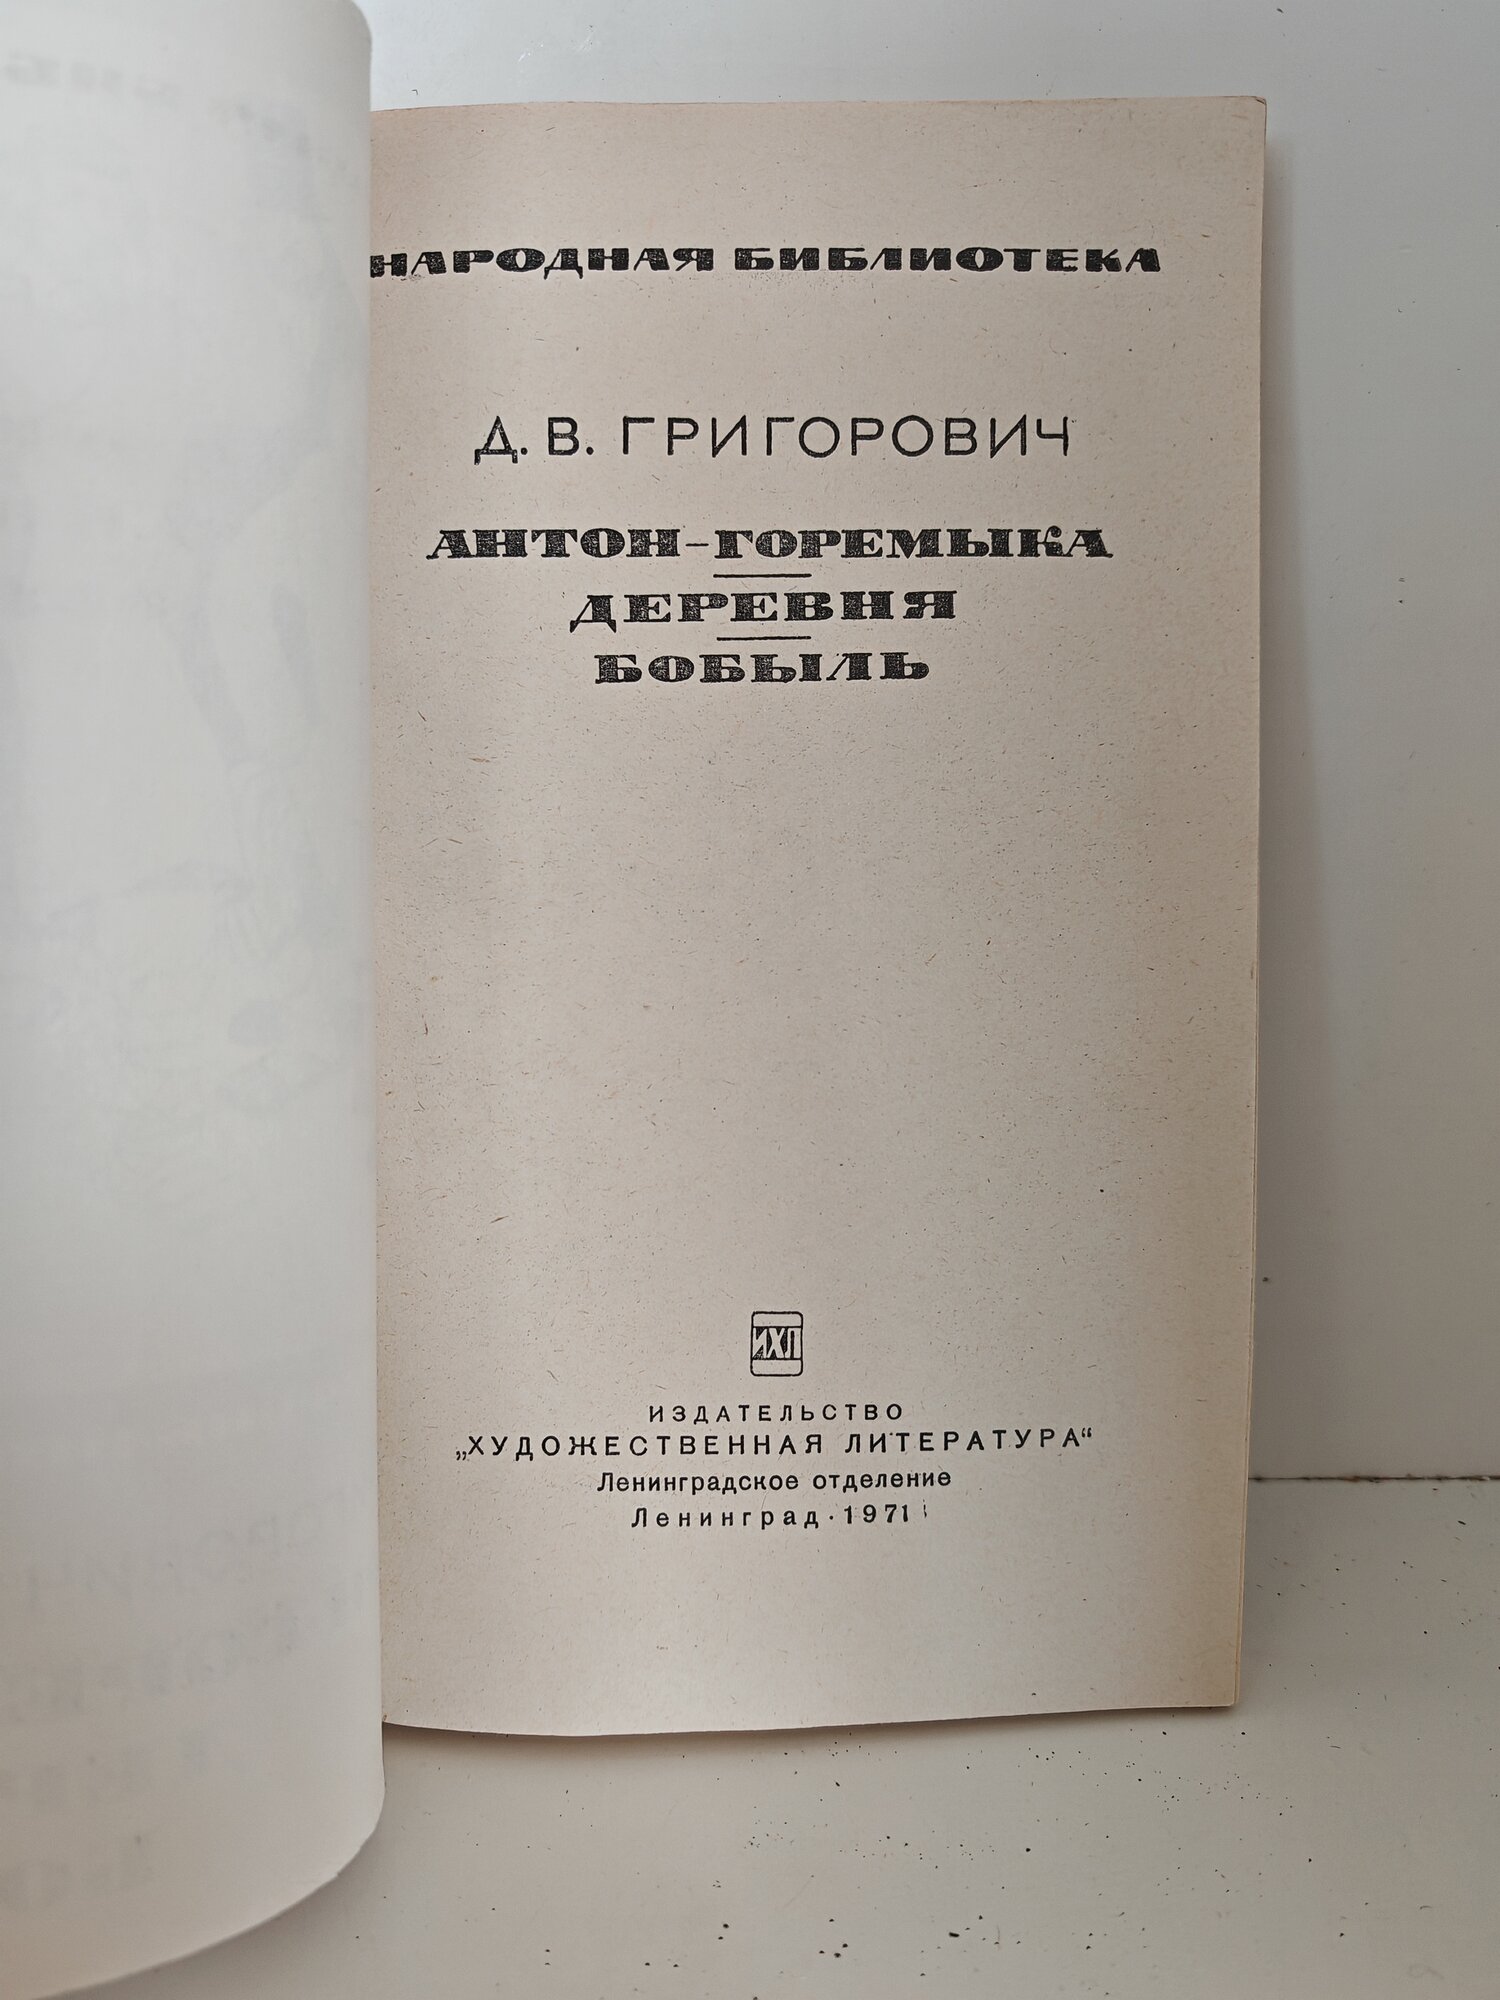 НАРОДНАЯ БИБЛИОТЕКА
Д. В. ГРИГОРОВИЧ
АНТОН-ГОРЕМЫКА
ДЕРЕВНЯ
БОБЫЛЬ
ИХЛ
ИЗДАТЕЛЬСТВО
„ХУДОЖЕСТВЕННАЯ ЛИТЕРАТУРА“
Ленинградское отделение
Ленинград · 1971